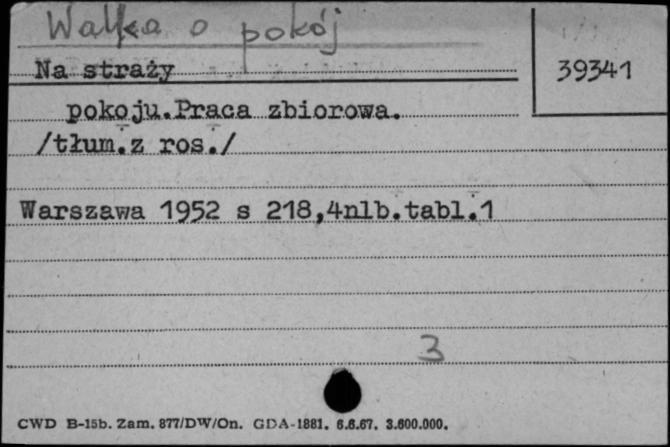 Walka o pokój
Na straży
39341
pokoju.Praca zbiorowa.
/tłum.z ros./
Warszawa 1952 s 218,4nlb.tabl.1
3
CWD B-15b. Zam. 877/DW/On. GDA-1881. 6.6.67. 3.600.000.